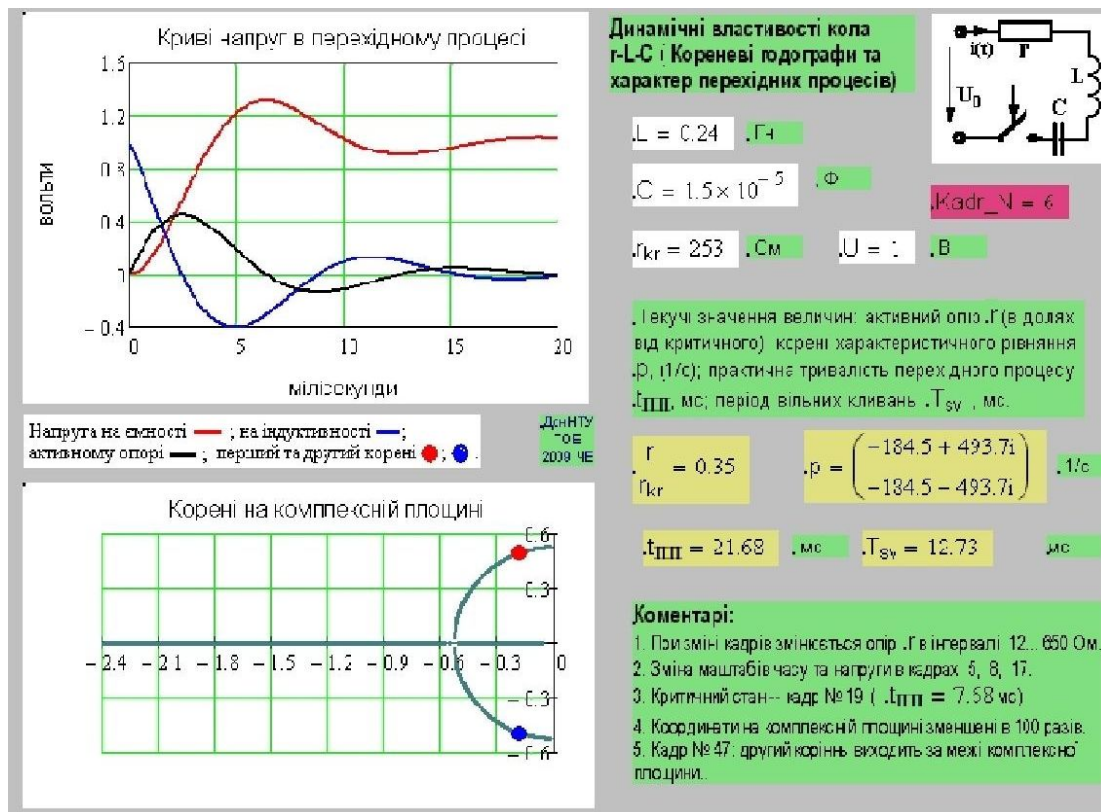 Криві напруг в перехідному процесі
1.6
1.2
0.8
0.4
0
− 0.4
вольти
0 5 10 15 20
мілісекунди
Напруга на ємності ; на індуктивності ;
активному опорі ; перший та другий корені ; .
ДонНТУ
ТОЕ
2009 ЧЕ
Корені на комплексній площині
0.6
0.3
− 2.4 − 2.1 − 1.8 − 1.5 − 1.2 − 0.9 − 0.6 − 0.3 0
− 0.3
− 0.6
Динамічні властивості кола
r-L-C ( Кореневі годографи та
характер перехідних процесів)
i(t) r
L
U0
C
.L = 0.24 .Гн
.C = 1.5 × 10⁻⁵ .Ф
.Kadr_N = 6
.rkr = 253 .Ом .U = 1 .В
.Текучі значення величин: активний опір .r (в долях
від критичного) корені характеристичного рівняння
.p, (1/с); практична тривалість перехідного процесу
.tпп, мс; період вільних кливань .Tsv , мс.
.r/rkr = 0.35 .p = (−184.5 + 493.7i −184.5 − 493.7i) .1/с
.tпп = 21.68 .мс .Tsv = 12.73 .мс
Коментарі:
1. При зміні кадрів змінюється опір .r в інтервалі 12... 650 Ом.
2. Зміна маштабів часу та напруги в кадрах 5, 8, 17.
3. Критичний стан-- кадр № 19 ( .tпп = 7.58 мс)
4. Координати на комплексній площині зменшені в 100 разів.
5. Кадр № 47: другий коріннь виходить за межі комплексної
площини..